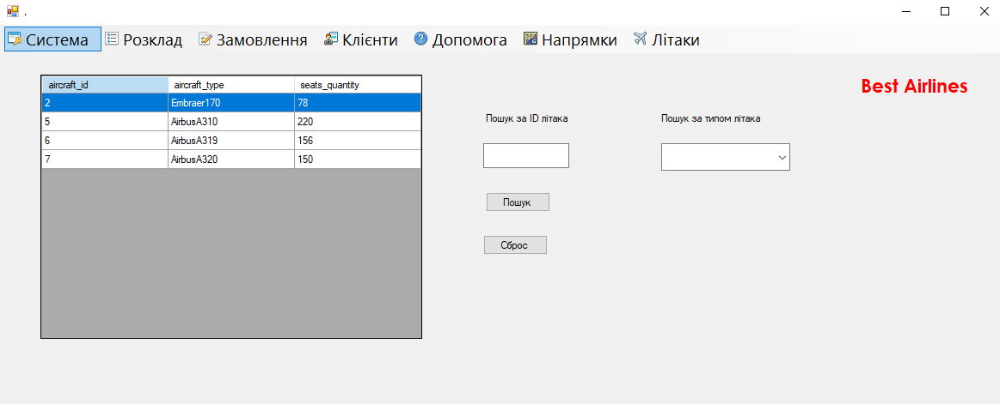 .
Система Розклад Замовлення Клієнти Допомога Напрямки Літаки
Best Airlines
aircraft_id aircraft_type seats_quantity
2 Embraer170 78
5 AirbusA310 220
6 AirbusA319 156
7 AirbusA320 150
Пошук за ID літака Пошук за типом літака
Пошук
Сброс